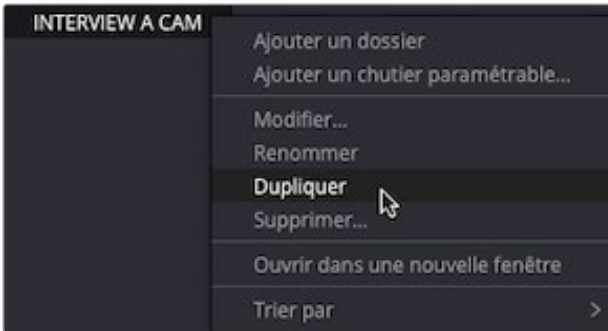 INTERVIEW A CAM
Ajouter un dossier
Ajouter un chutier paramétrable...
Modifier...
Renommer
Dupliquer
Supprimer...
Ouvrir dans une nouvelle fenêtre
Trier par